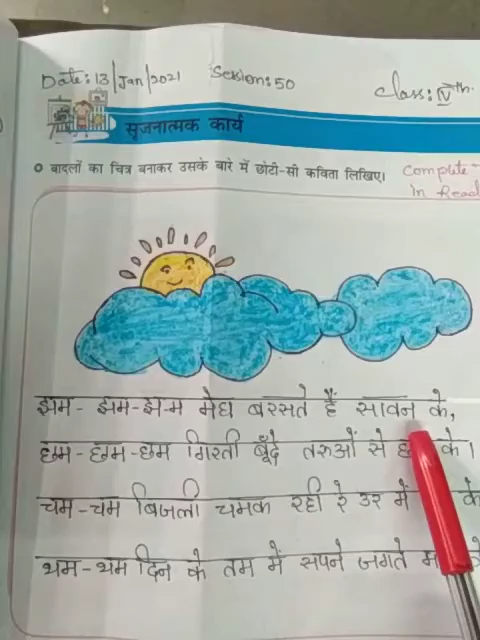 Date: 13/Jan/2021 Session: 50 Class: IVth.
सृजनात्मक कार्य
० बादलों का चित्र बनाकर उसके बारे में छोटी-सी कविता लिखिए।
Complete
in Read
झम- झम-झ-म मेघ बरसते हैं सावन के,
छम-छम-छम गिरती बूँदे तरुओं से के।
चम-चम बिजली चमक रही रे उर में के
थम-थम दिन के तम में सपने जगते